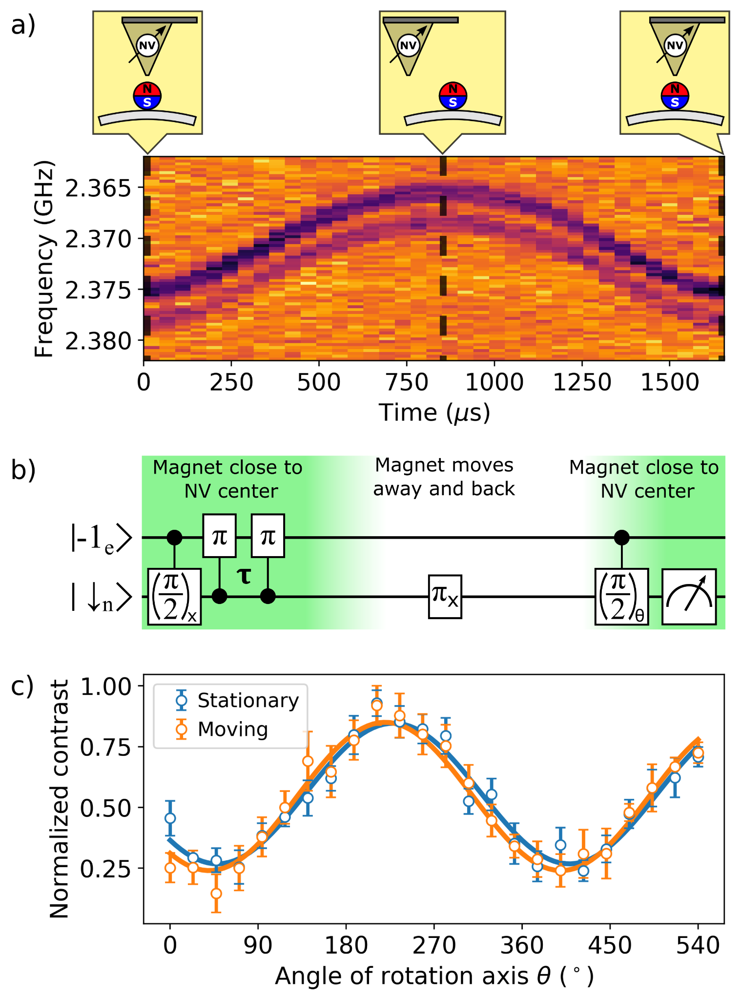 a)
NV
N
S
NV
N
S
NV
N
S
Frequency (GHz)
2.365
2.370
2.375
2.380
0 250 500 750 1000 1250 1500
Time (μs)
b)
Magnet close to
NV center
Magnet moves
away and back
Magnet close to
NV center
|-1e〉
π π
τ
|↓n〉
(π/2)x
πx
(π/2)θ
c)
Normalized contrast
1.00
0.75
0.50
0.25
Stationary
Moving
0 90 180 270 360 450 540
Angle of rotation axis θ (°)